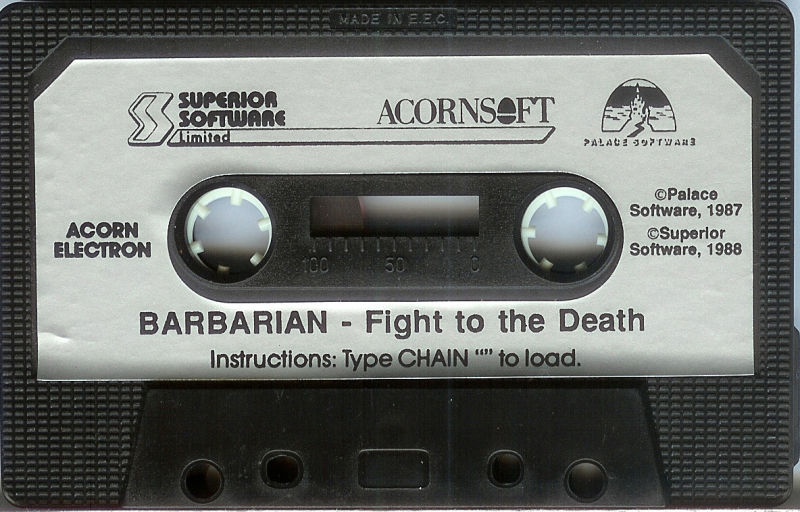 MADE IN E.E.C.
SUPERIOR
SOFTWARE
Limited
ACORNSOFT
PALACE SOFTWARE
ACORN
ELECTRON
©Palace
Software, 1987
©Superior
Software, 1988
100 50 0
BARBARIAN - Fight to the Death
Instructions: Type CHAIN “” to load.